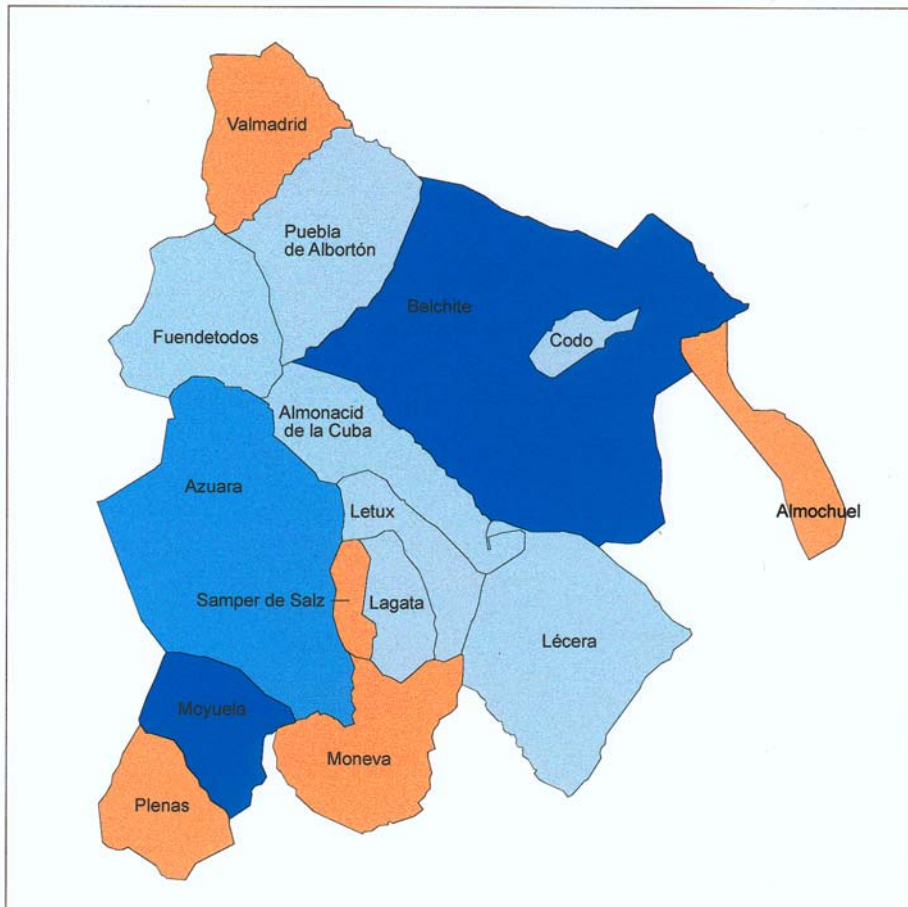 Valmadrid
Puebla
de Albortón
Belchite
Fuendetodos
Codo
Almonacid
de la Cuba
Azuara
Letux
Almochuel
Samper de Salz
Lagata
Lécera
Moyuela
Moneva
Plenas